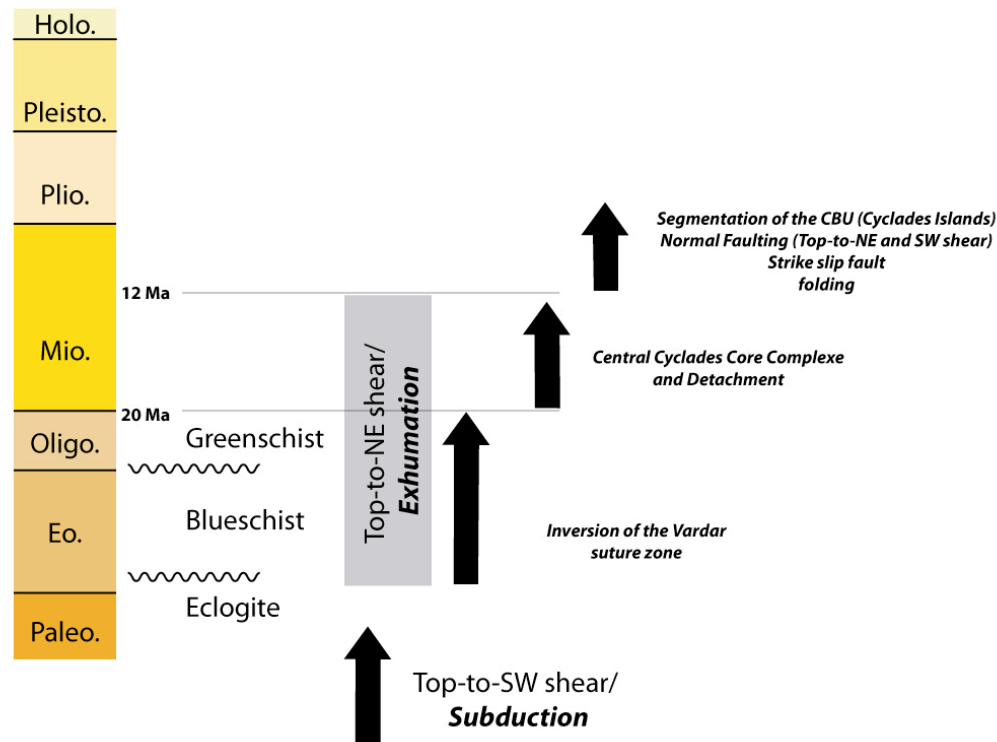 Holo.
Pleisto.
Plio.
Segmentation of the CBU (Cyclades Islands)
Normal Faulting (Top-to-NE and SW shear)
Strike slip fault
folding
12 Ma
Mio.
Central Cyclades Core Complexe
and Detachment
20 Ma
Oligo.
Greenschist
Top-to-NE shear/
Exhumation
Eo.
Blueschist
Inversion of the Vardar
suture zone
Eclogite
Paleo.
Top-to-SW shear/
Subduction